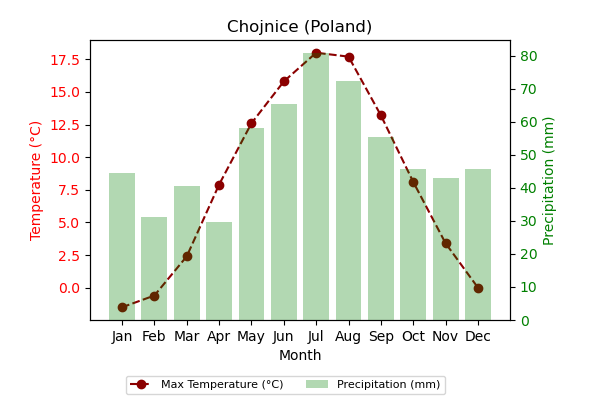 Chojnice (Poland)
Temperature (°C)
17.5
15.0
12.5
10.0
7.5
5.0
2.5
0.0
80
70
60
50
40
30
20
10
0
Precipitation (mm)
Jan Feb Mar Apr May Jun Jul Aug Sep Oct Nov Dec
Month
Max Temperature (°C) Precipitation (mm)